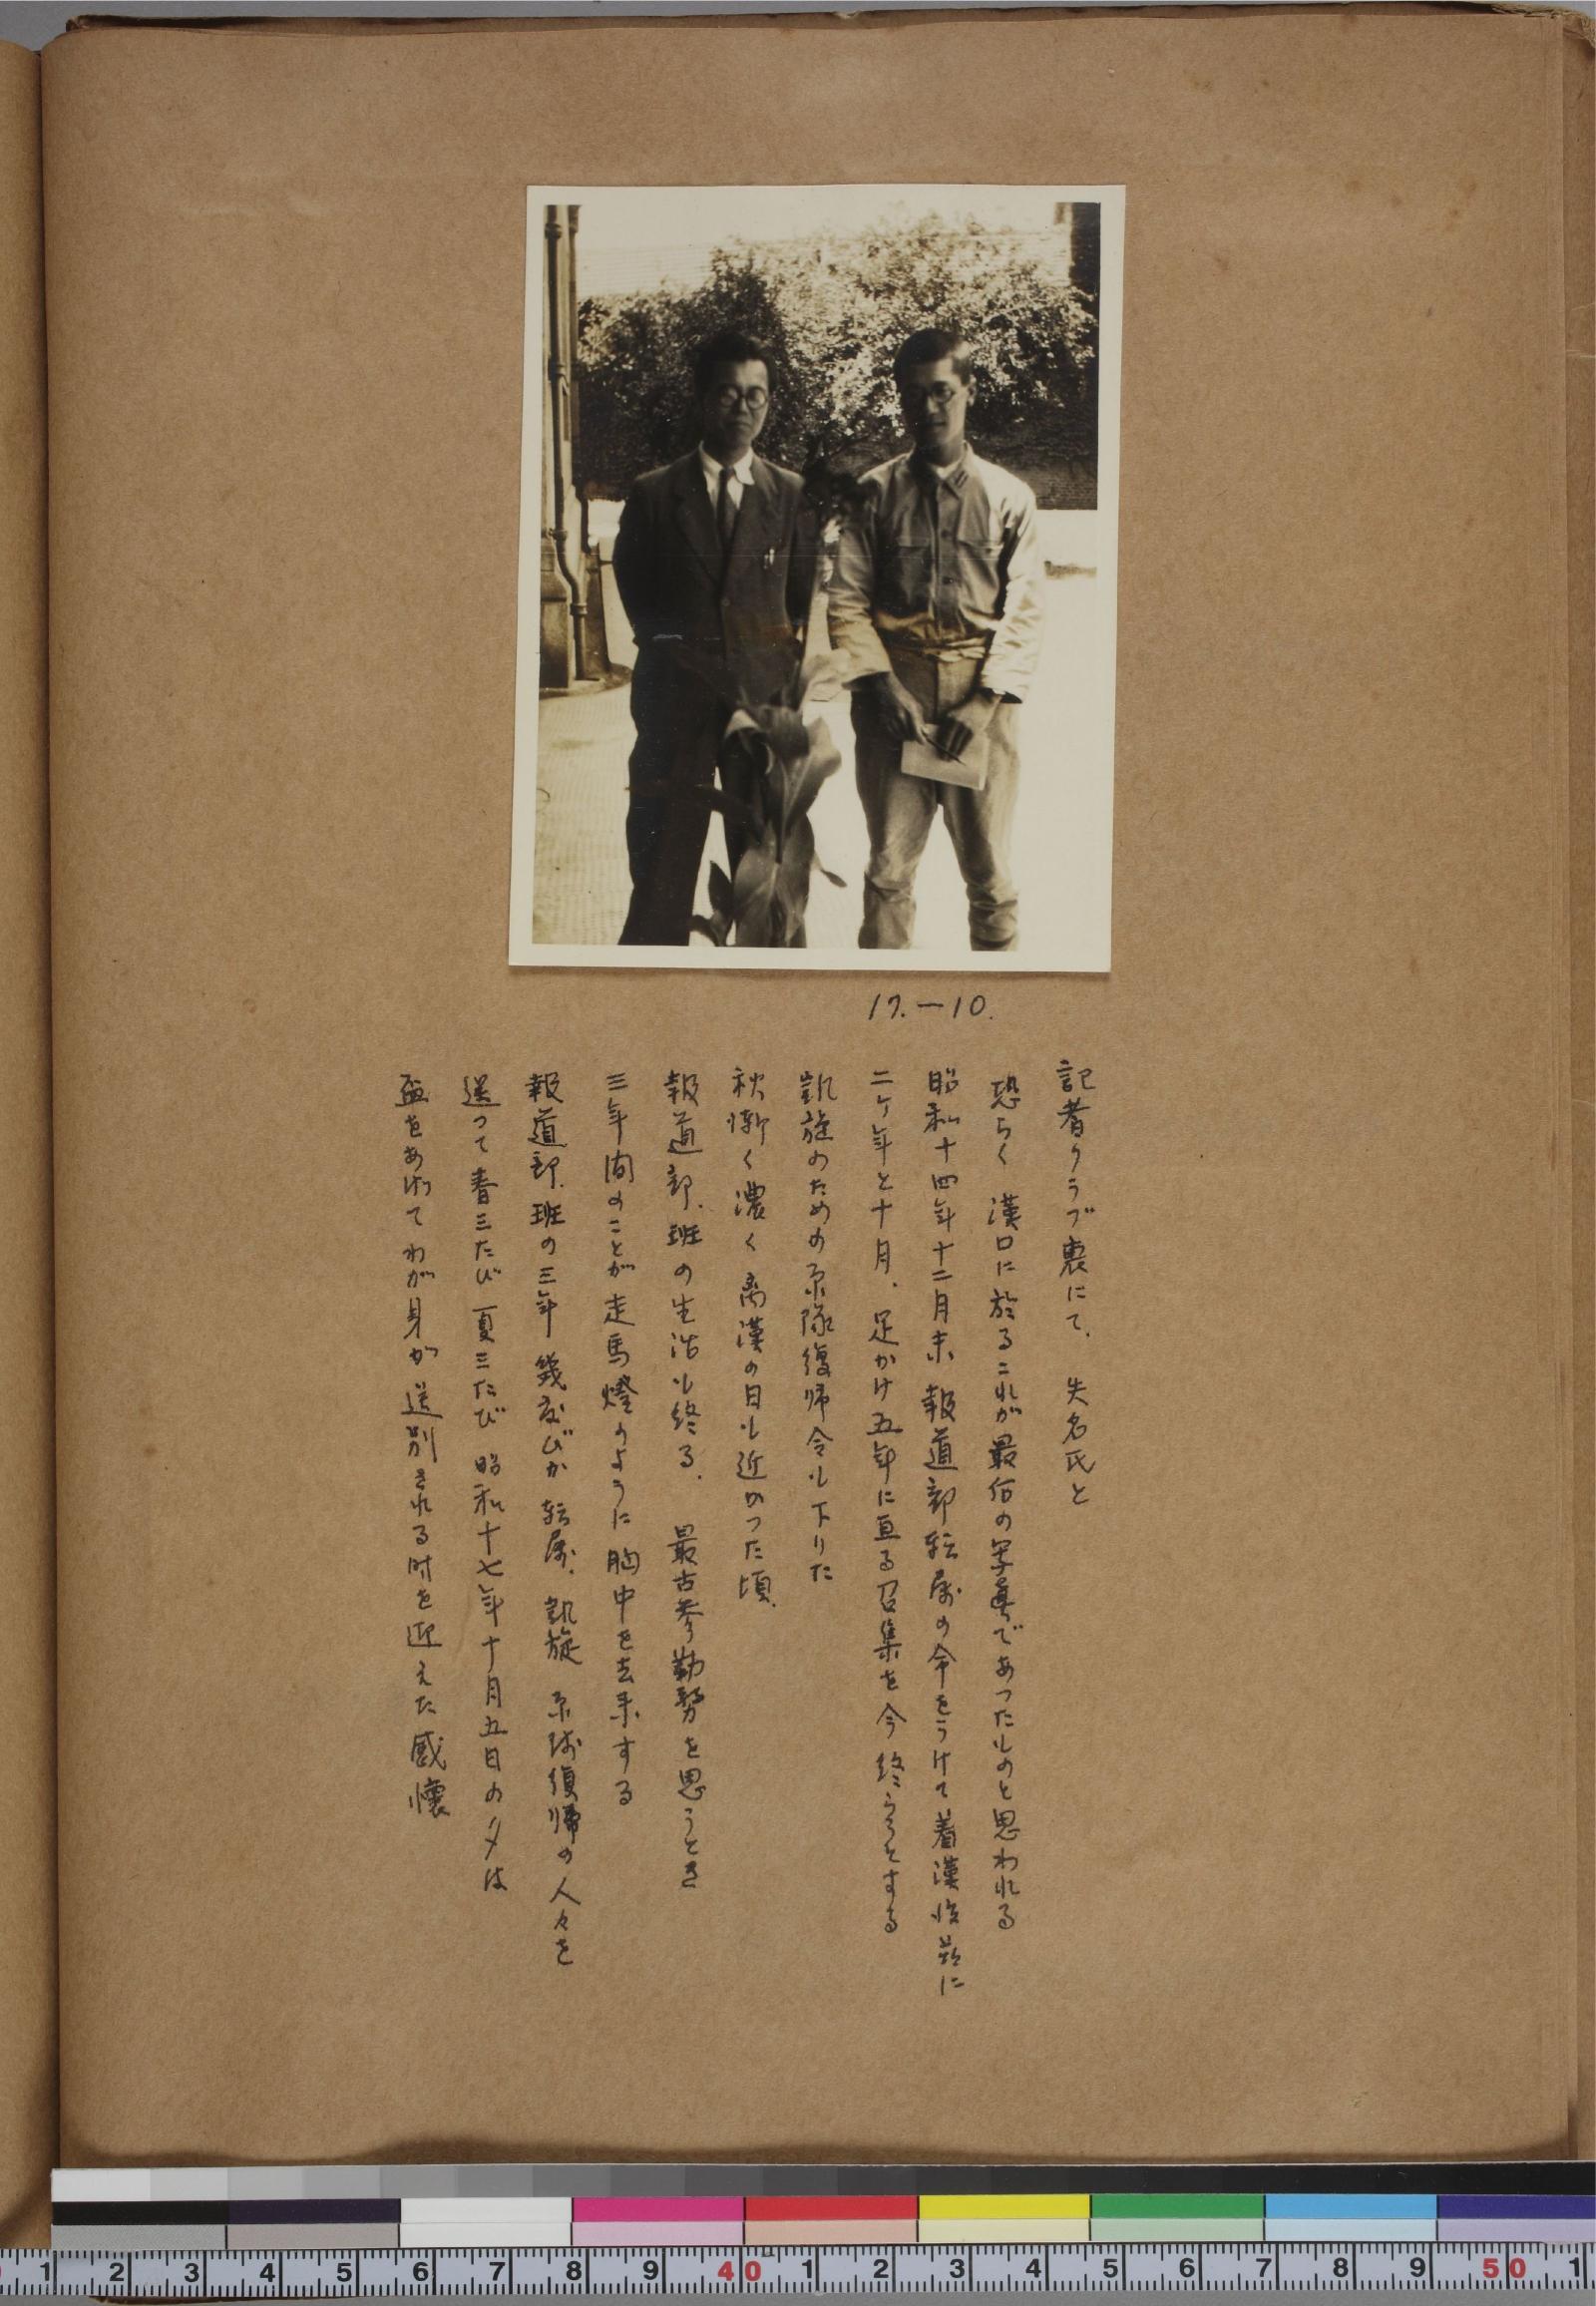 17.―10.
記者クラブ裏にて、 失名氏と
恐らく 漢口に於るこれが最后の写真であったものと思われる
昭和十四年十二月末 報道部転属の命をうけて着漢 に
二ヶ年と十月、足かけ五年に亘る召集を今終らうとする
凱旋のための原隊復帰令も下りた
秋漸く濃く 离漢の日も近かった頃、
報道部、班の生活も終る、 最古参勤務を思うとき
三年間のことが走馬燈のように胸中を去来する
報道部、班の三年 幾度びか 転属、凱旋 原隊復帰の人々を
送って春三たび 夏三たび 昭和十七年十月五日の夕は
盃をあげて わが身が 送別される時を迎えた感懐
1 2 3 4 5 6 7 8 9 40 1 2 3 4 5 6 7 8 9 50 1